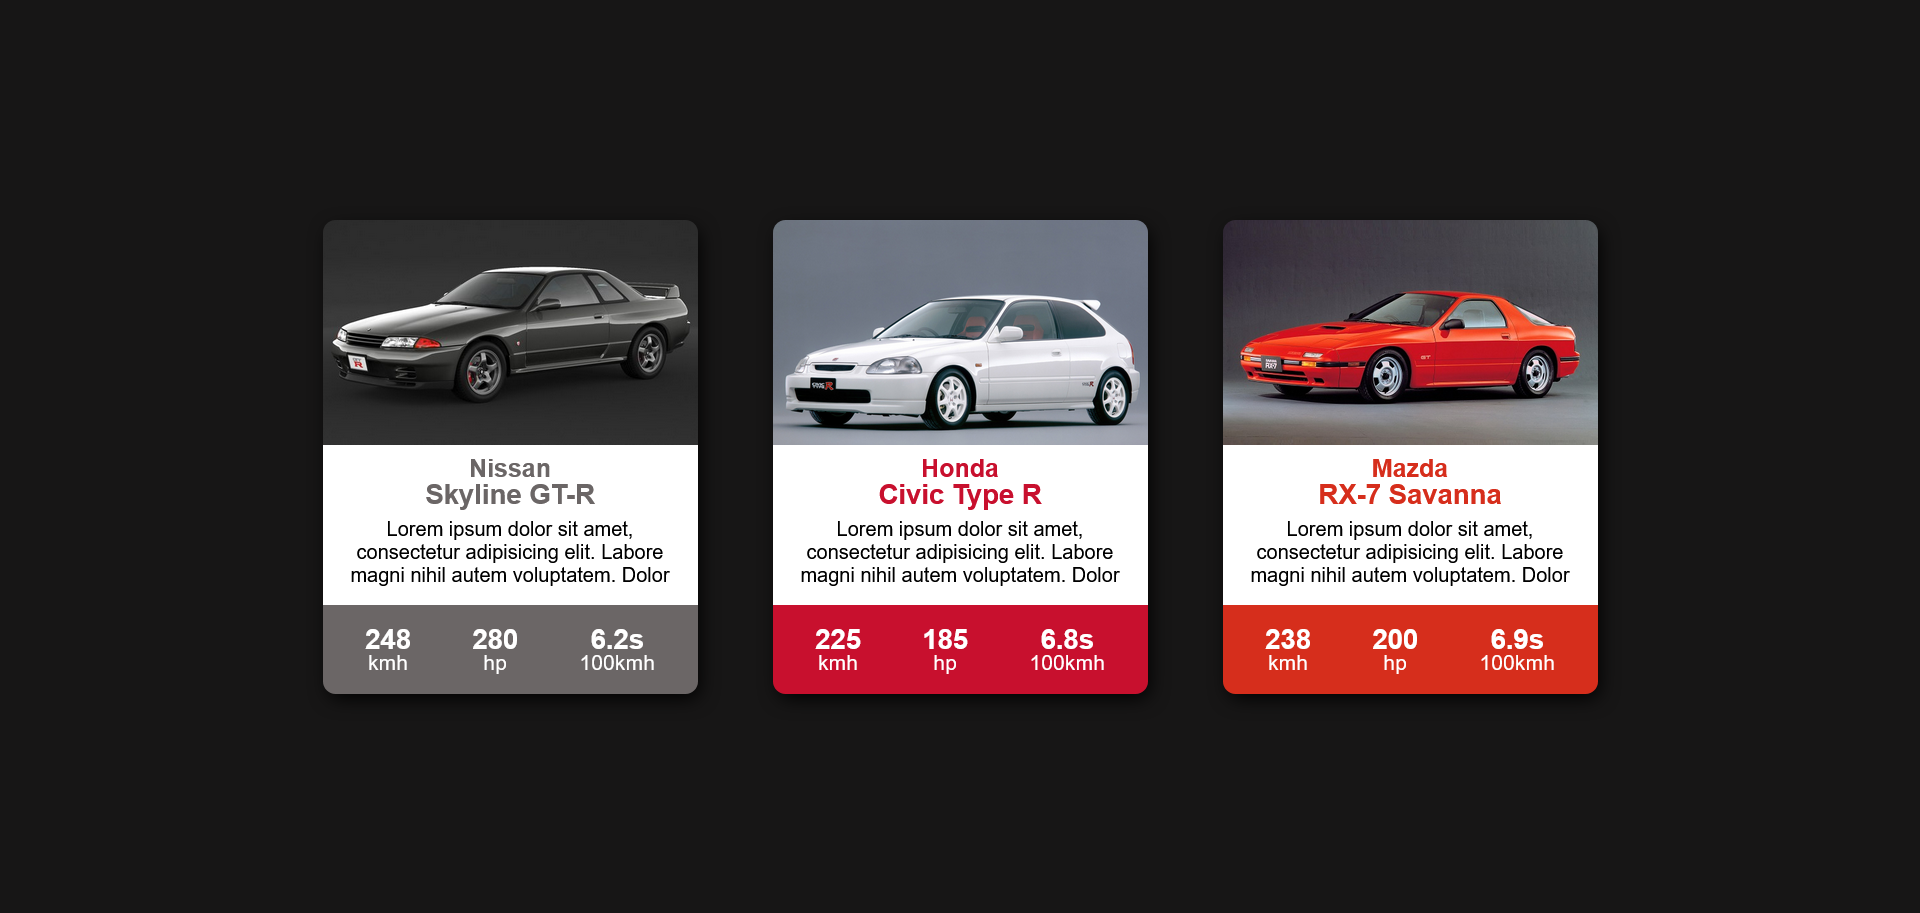 Nissan
Skyline GT-R
Lorem ipsum dolor sit amet,
consectetur adipisicing elit. Labore
magni nihil autem voluptatem. Dolor
248 280 6.2s
kmh hp 100kmh
Honda
Civic Type R
Lorem ipsum dolor sit amet,
consectetur adipisicing elit. Labore
magni nihil autem voluptatem. Dolor
225 185 6.8s
kmh hp 100kmh
GT
RX-7
Mazda
RX-7 Savanna
Lorem ipsum dolor sit amet,
consectetur adipisicing elit. Labore
magni nihil autem voluptatem. Dolor
238 200 6.9s
kmh hp 100kmh